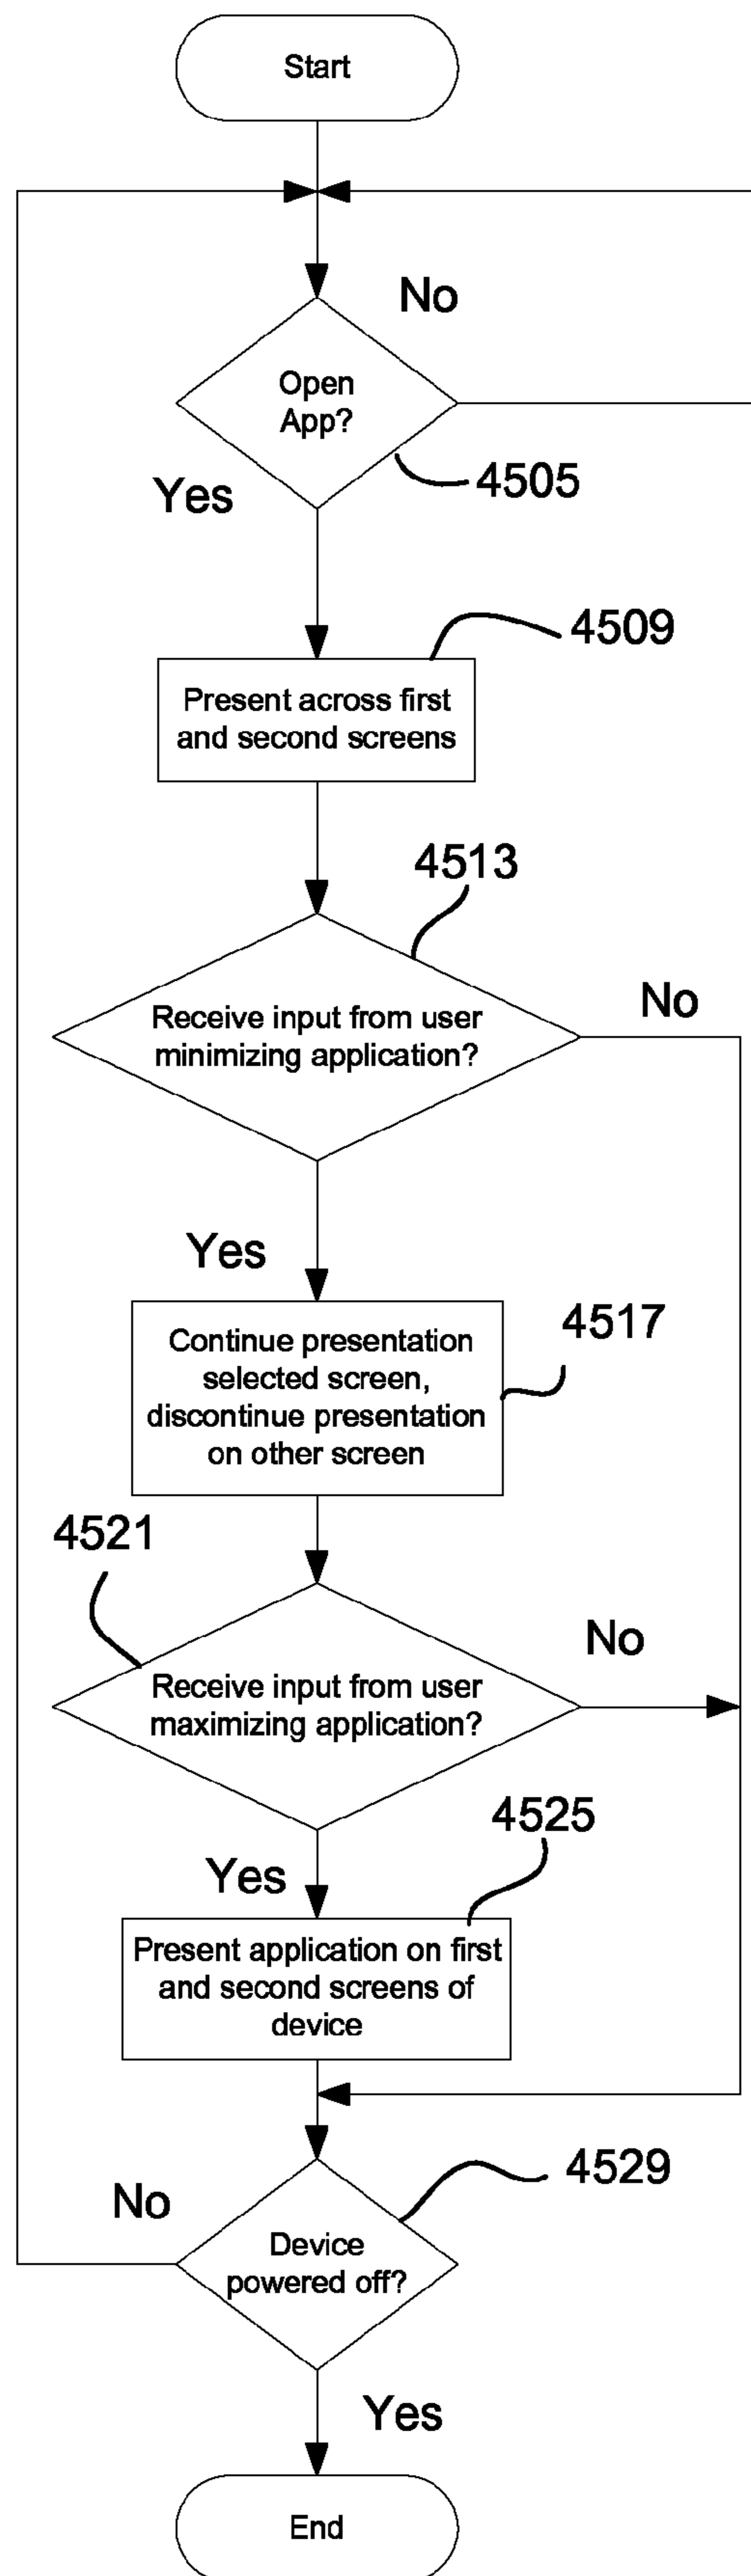 Start
No
Open
App?
4505
Yes
4509
Present across first
and second screens
4513
No
Receive input from user
minimizing application?
Yes
4517
Continue presentation
selected screen,
discontinue presentation
on other screen
4521
No
Receive input from user
maximizing application?
4525
Yes
Present application on first
and second screens of
device
4529
No
Device
powered off?
Yes
End